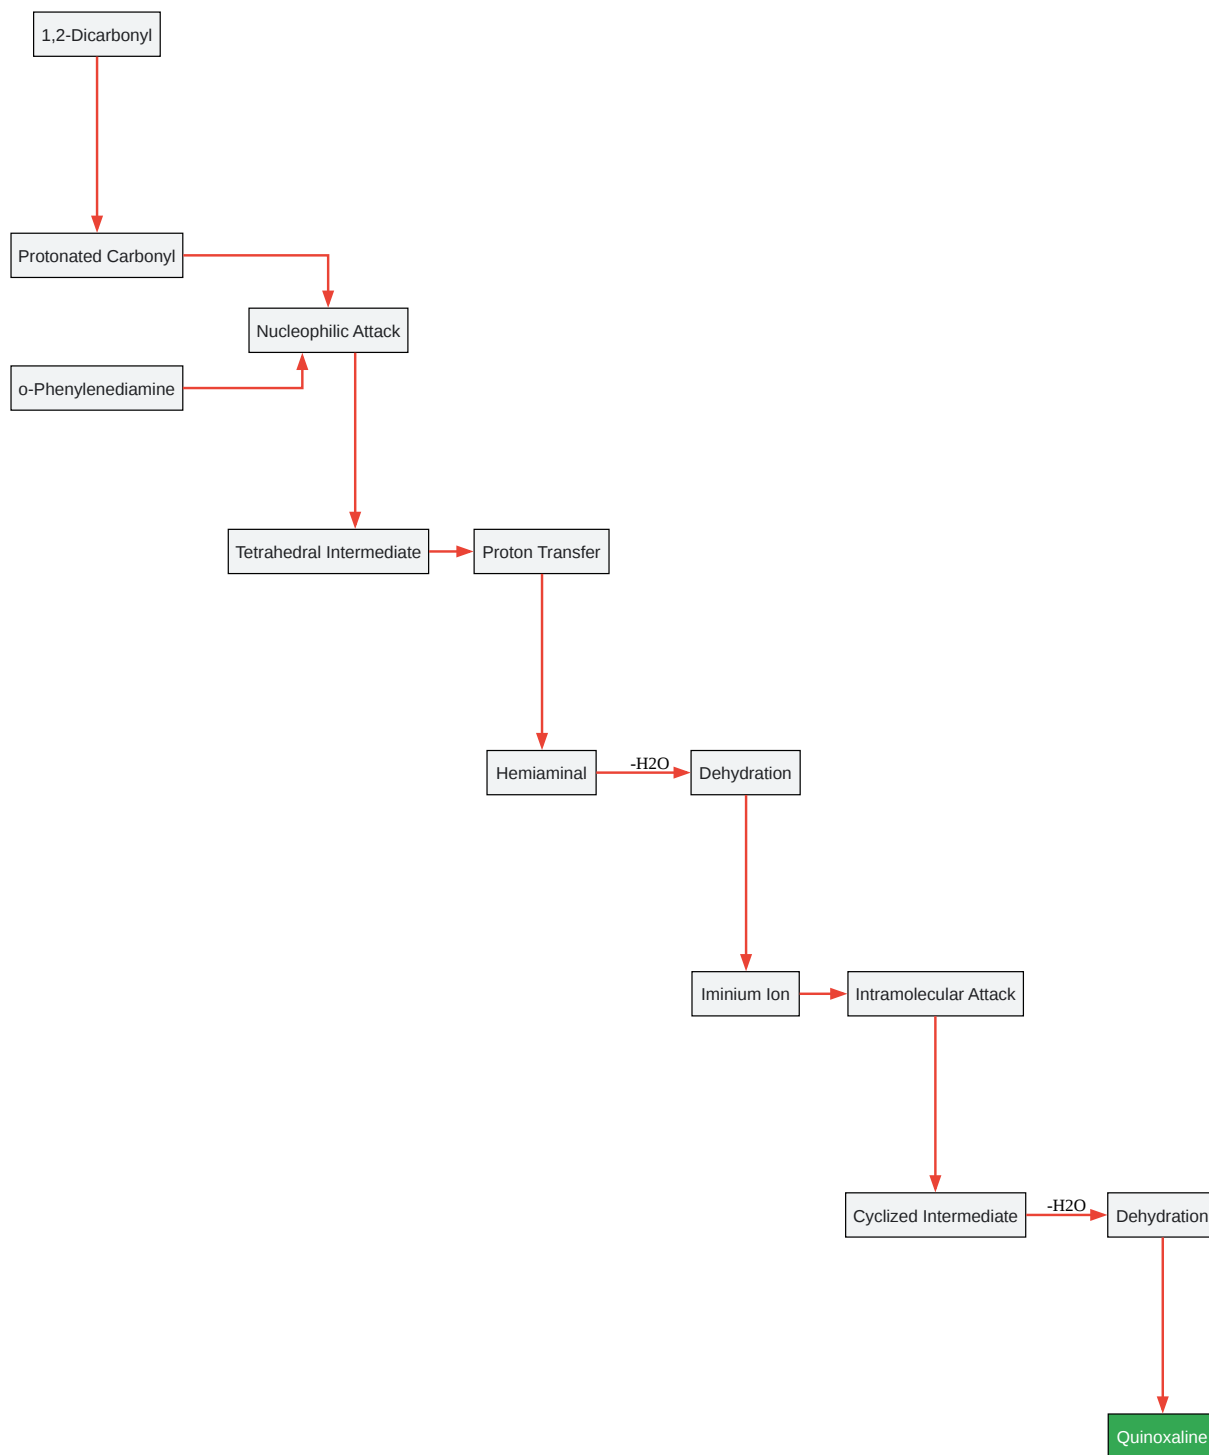 1,2-Dicarbonyl
Protonated Carbonyl
Nucleophilic Attack
o-Phenylenediamine
Tetrahedral Intermediate
Proton Transfer
Hemiaminal
-H2O
Dehydration
Iminium Ion
Intramolecular Attack
Cyclized Intermediate
-H2O
Dehydration
Quinoxaline